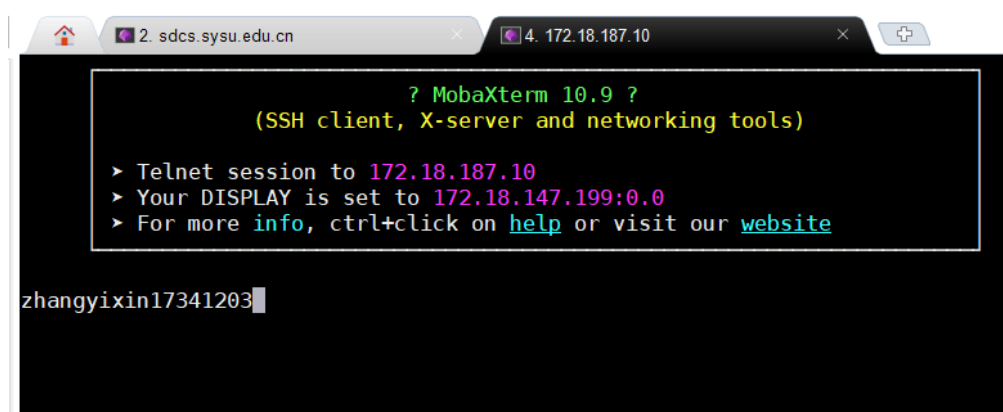 2. sdcs.sysu.edu.cn
4. 172.18.187.10
? MobaXterm 10.9 ?
(SSH client, X-server and networking tools)
➤ Telnet session to 172.18.187.10
➤ Your DISPLAY is set to 172.18.147.199:0.0
➤ For more info, ctrl+click on help or visit our website
zhangyixin17341203